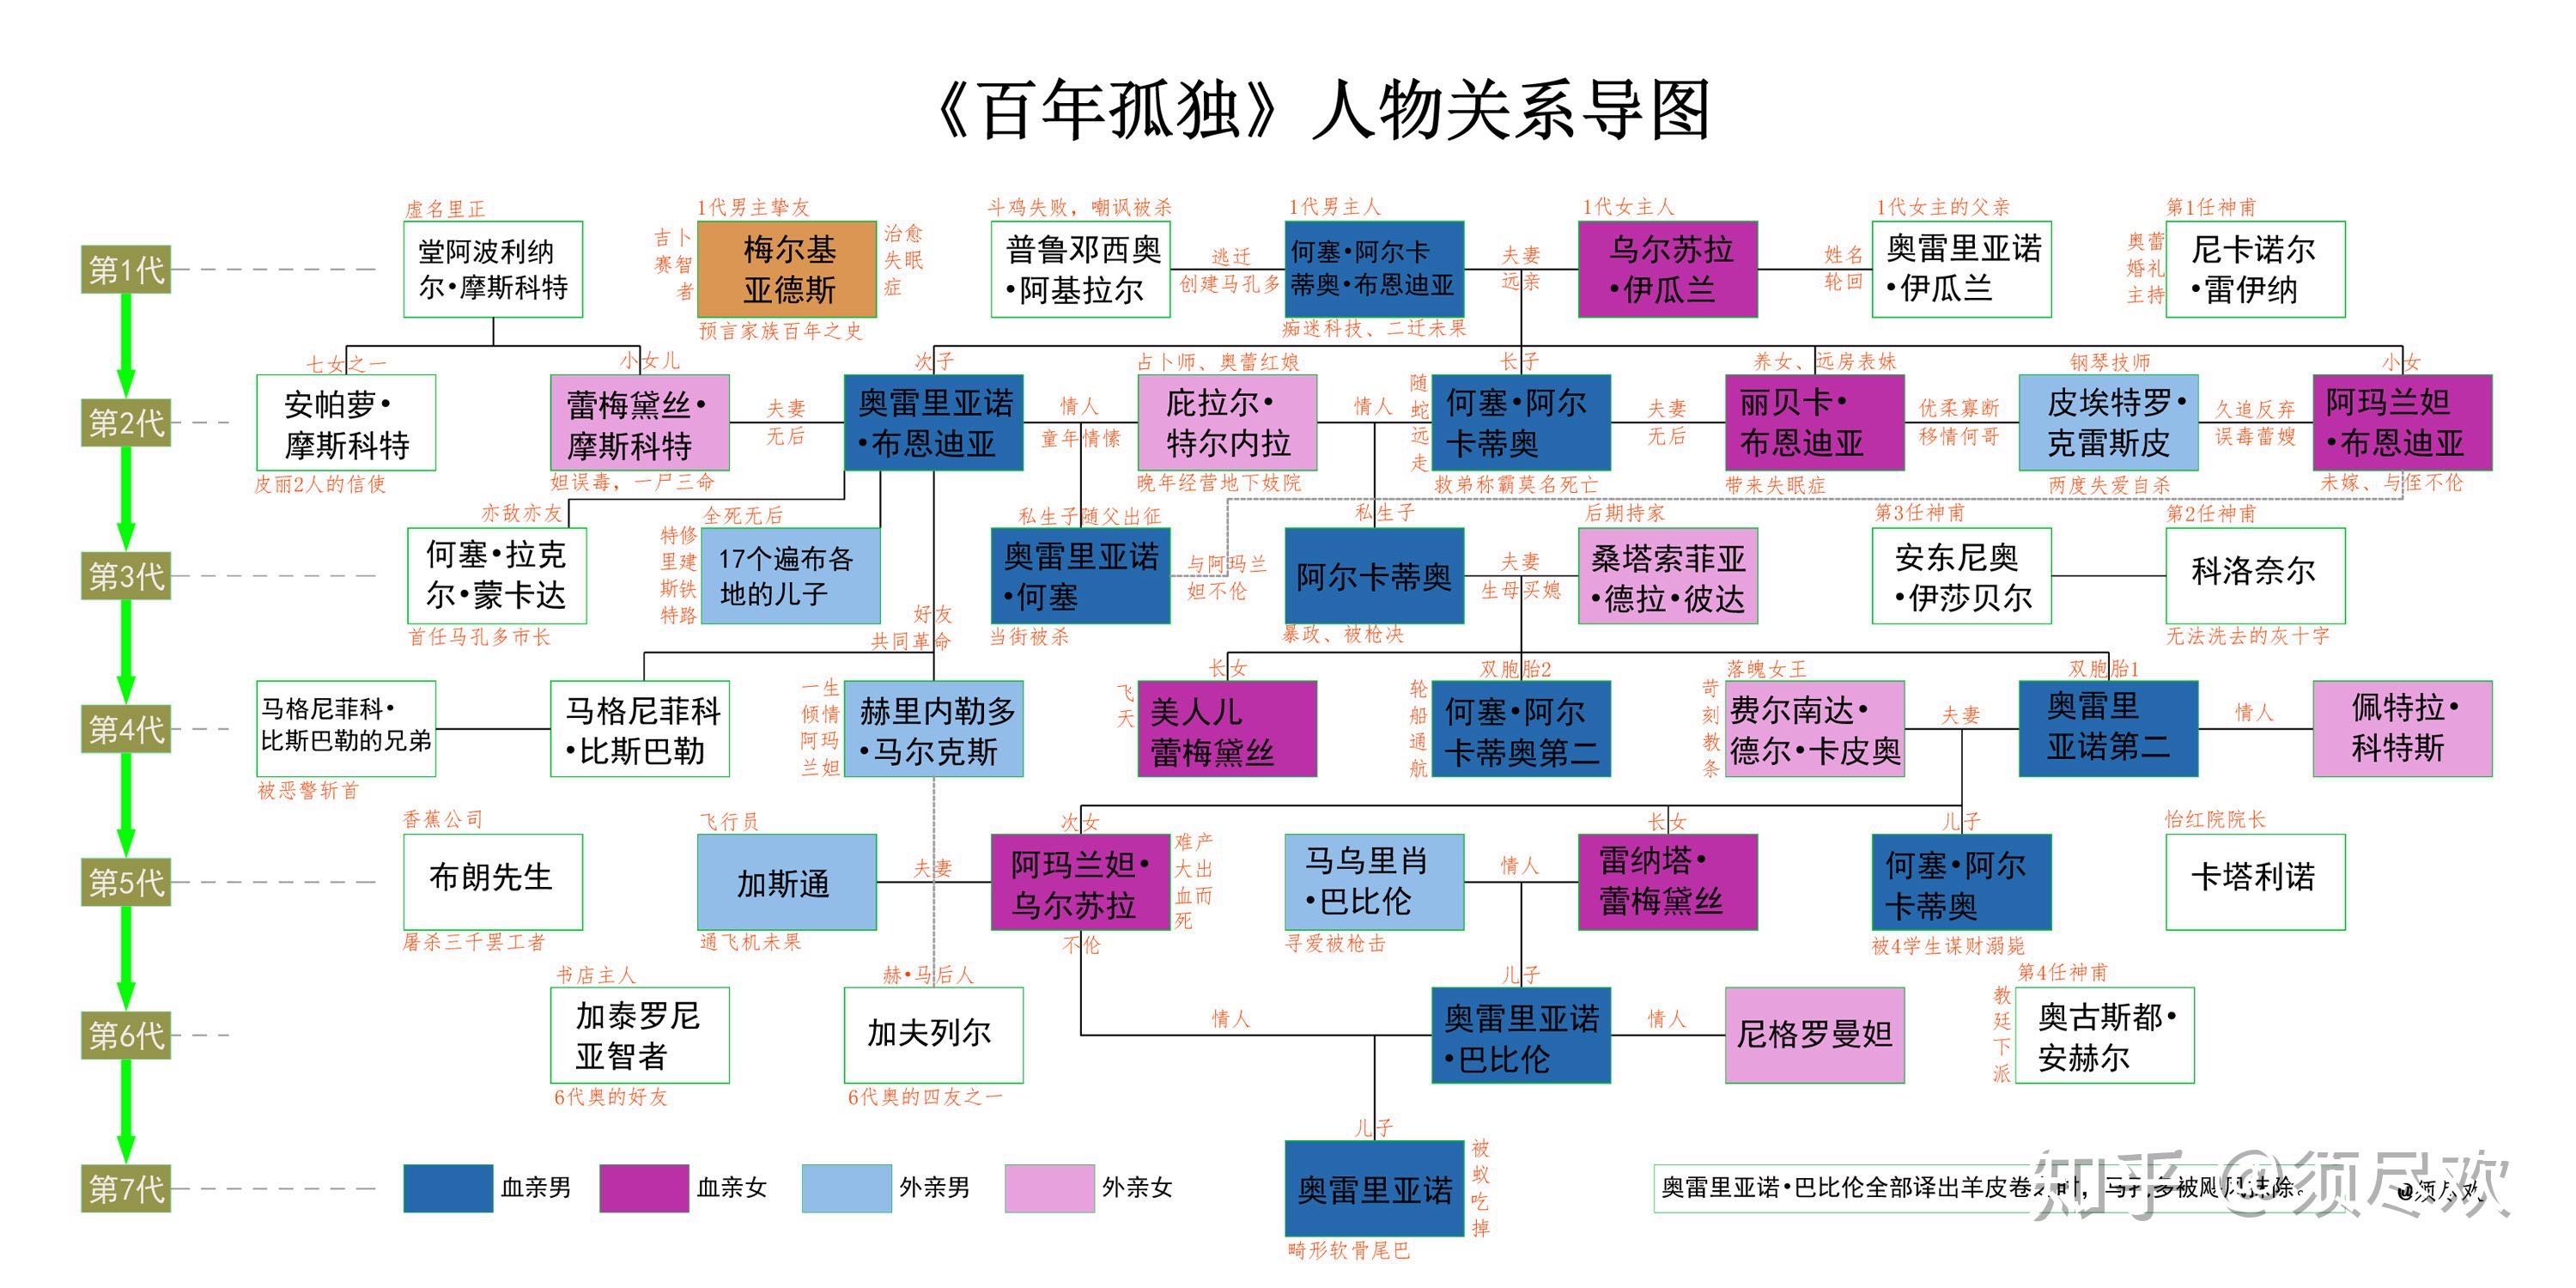 《百年孤独》人物关系导图
第1代
虚名里正
堂阿波利纳
尔·摩斯科特
1代男主挚友
吉卜
赛智
者
梅尔基
亚德斯
治愈
失眠
症
预言家族百年之史
斗鸡失败，嘲讽被杀
普鲁邓西奥
·阿基拉尔
逃迁
创建马孔多
1代男主人
何塞·阿尔卡
蒂奥·布恩迪亚
痴迷科技、二迁未果
夫妻
远亲
1代女主人
乌尔苏拉
·伊瓜兰
姓名
轮回
1代女主的父亲
奥雷里亚诺
·伊瓜兰
第1任神甫
奥蕾
婚礼
主持
尼卡诺尔
·雷伊纳
第2代
七女之一
安帕萝·
摩斯科特
皮丽2人的信使
小女儿
蕾梅黛丝·
摩斯科特
妲误毒，一尸三命
夫妻
无后
次子
奥雷里亚诺
·布恩迪亚
情人
童年情愫
占卜师、奥蕾红娘
庇拉尔·
特尔内拉
晚年经营地下妓院
情人
长子
随
蛇
远
走
何塞·阿尔
卡蒂奥
救弟称霸莫名死亡
夫妻
无后
养女、远房表妹
丽贝卡·
布恩迪亚
带来失眠症
优柔寡断
移情何哥
钢琴技师
皮埃特罗·
克雷斯皮
两度失爱自杀
久追反弃
误毒蕾嫂
小女
阿玛兰妲
·布恩迪亚
未嫁、与侄不伦
第3代
亦敌亦友
何塞·拉克
尔·蒙卡达
首任马孔多市长
全死无后
特修
里建
斯铁
特路
17个遍布各
地的儿子
好友
共同革命
私生子随父出征
奥雷里亚诺
·何塞
当街被杀
与阿玛兰
妲不伦
私生子
阿尔卡蒂奥
暴政、被枪决
夫妻
生母买媳
后期持家
桑塔索菲亚
·德拉·彼达
第3任神甫
安东尼奥
·伊莎贝尔
第2任神甫
科洛奈尔
无法洗去的灰十字
第4代
马格尼菲科·
比斯巴勒的兄弟
被恶警斩首
马格尼菲科
·比斯巴勒
一生
倾情
阿玛
兰妲
赫里内勒多
·马尔克斯
长女
飞
天
美人儿
蕾梅黛丝
双胞胎2
轮
船
通
航
何塞·阿尔
卡蒂奥第二
落魄女王
苛
刻
教
条
费尔南达·
德尔·卡皮奥
夫妻
双胞胎1
奥雷里
亚诺第二
情人
佩特拉·
科特斯
第5代
香蕉公司
布朗先生
屠杀三千罢工者
飞行员
加斯通
通飞机未果
夫妻
次女
阿玛兰妲·
乌尔苏拉
难产
大出
血而
死
不伦
马乌里肖
·巴比伦
寻爱被枪击
情人
长女
雷纳塔·
蕾梅黛丝
儿子
何塞·阿尔
卡蒂奥
被4学生谋财溺毙
怡红院院长
卡塔利诺
第6代
书店主人
加泰罗尼
亚智者
6代奥的好友
赫·马后人
加夫列尔
6代奥的四友之一
情人
儿子
奥雷里亚诺
·巴比伦
情人
尼格罗曼妲
第4任神甫
教
廷
下
派
奥古斯都·
安赫尔
第7代
血亲男
血亲女
外亲男
外亲女
儿子
奥雷里亚诺
被
蚁
吃
掉
畸形软骨尾巴
奥雷里亚诺·巴比伦全部译出羊皮卷之时，马孔多被飓风抹除。
@须尽欢
知乎 @须尽欢